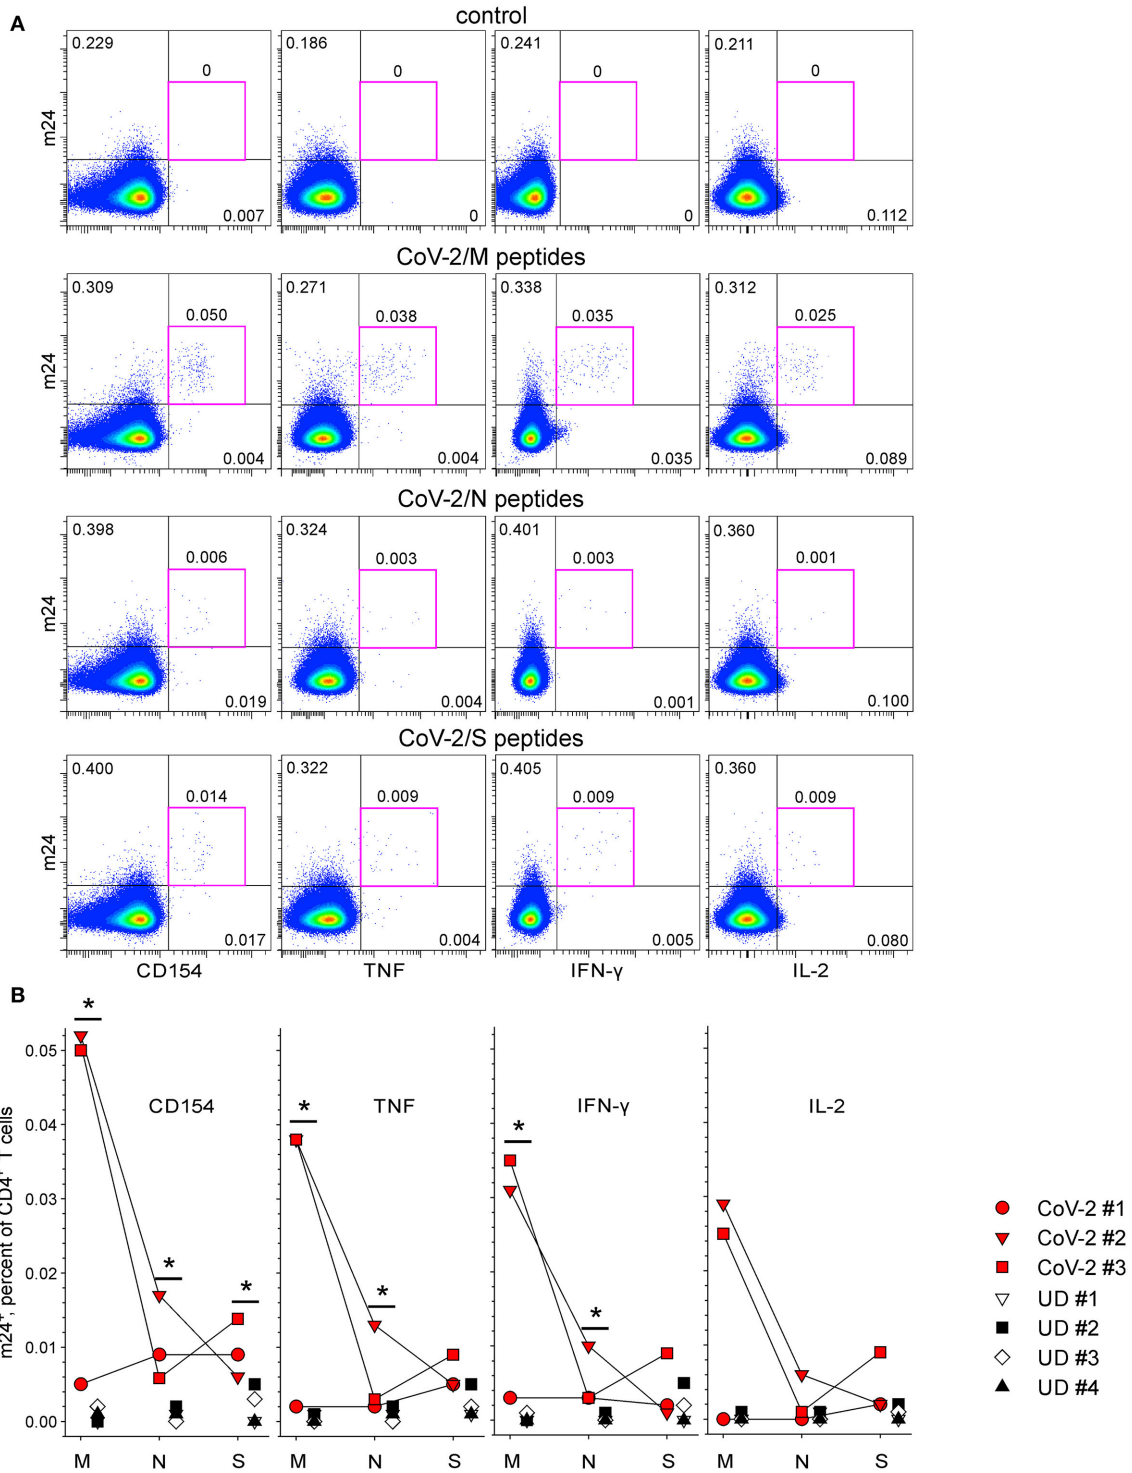 A
control
0.229 0 0.186 0 0.241 0 0.211 0
m24
0.007 0 0 0.112
CoV-2/M peptides
0.309 0.050 0.271 0.038 0.338 0.035 0.312 0.025
m24
0.004 0.004 0.035 0.089
CoV-2/N peptides
0.398 0.006 0.324 0.003 0.401 0.003 0.360 0.001
m24
0.019 0.004 0.001 0.100
CoV-2/S peptides
0.400 0.014 0.322 0.009 0.405 0.009 0.360 0.009
m24
0.017 0.004 0.005 0.080
CD154 TNF IFN-γ IL-2
B
* * * * * * *
CD154 TNF IFN-γ IL-2
m24⁺, percent of CD4⁺ T cells
0.05
0.04
0.03
0.02
0.01
0.00
M N S M N S M N S M N S
CoV-2 #1
CoV-2 #2
CoV-2 #3
UD #1
UD #2
UD #3
UD #4